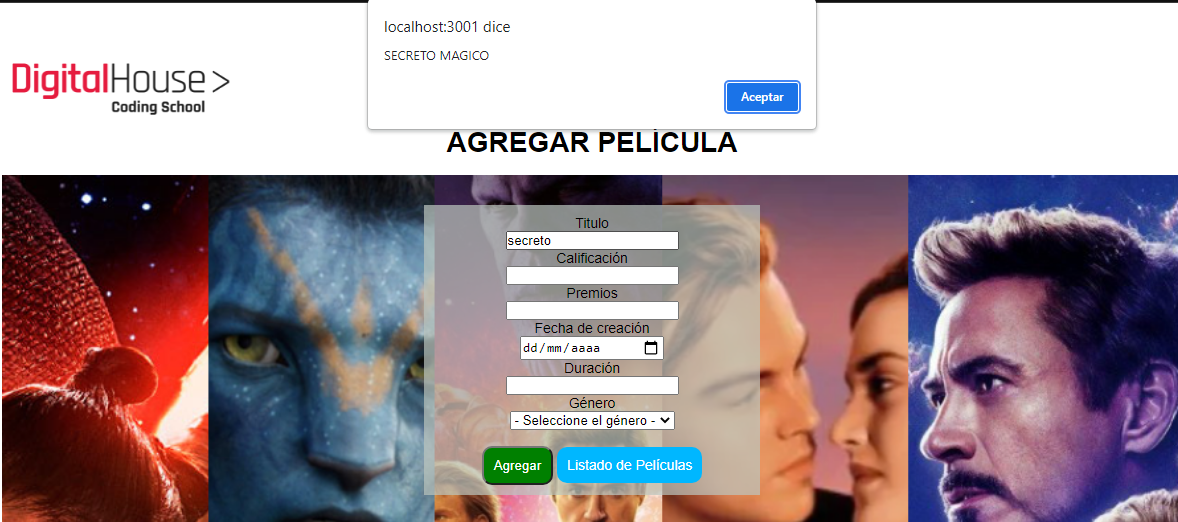 localhost:3001 dice
SECRETO MAGICO
Aceptar
DigitalHouse >
Coding School
AGREGAR PELÍCULA
Titulo
secreto
Calificación
Premios
Fecha de creación
dd/mm/aaaa
Duración
Género
- Seleccione el género -
Agregar
Listado de Películas